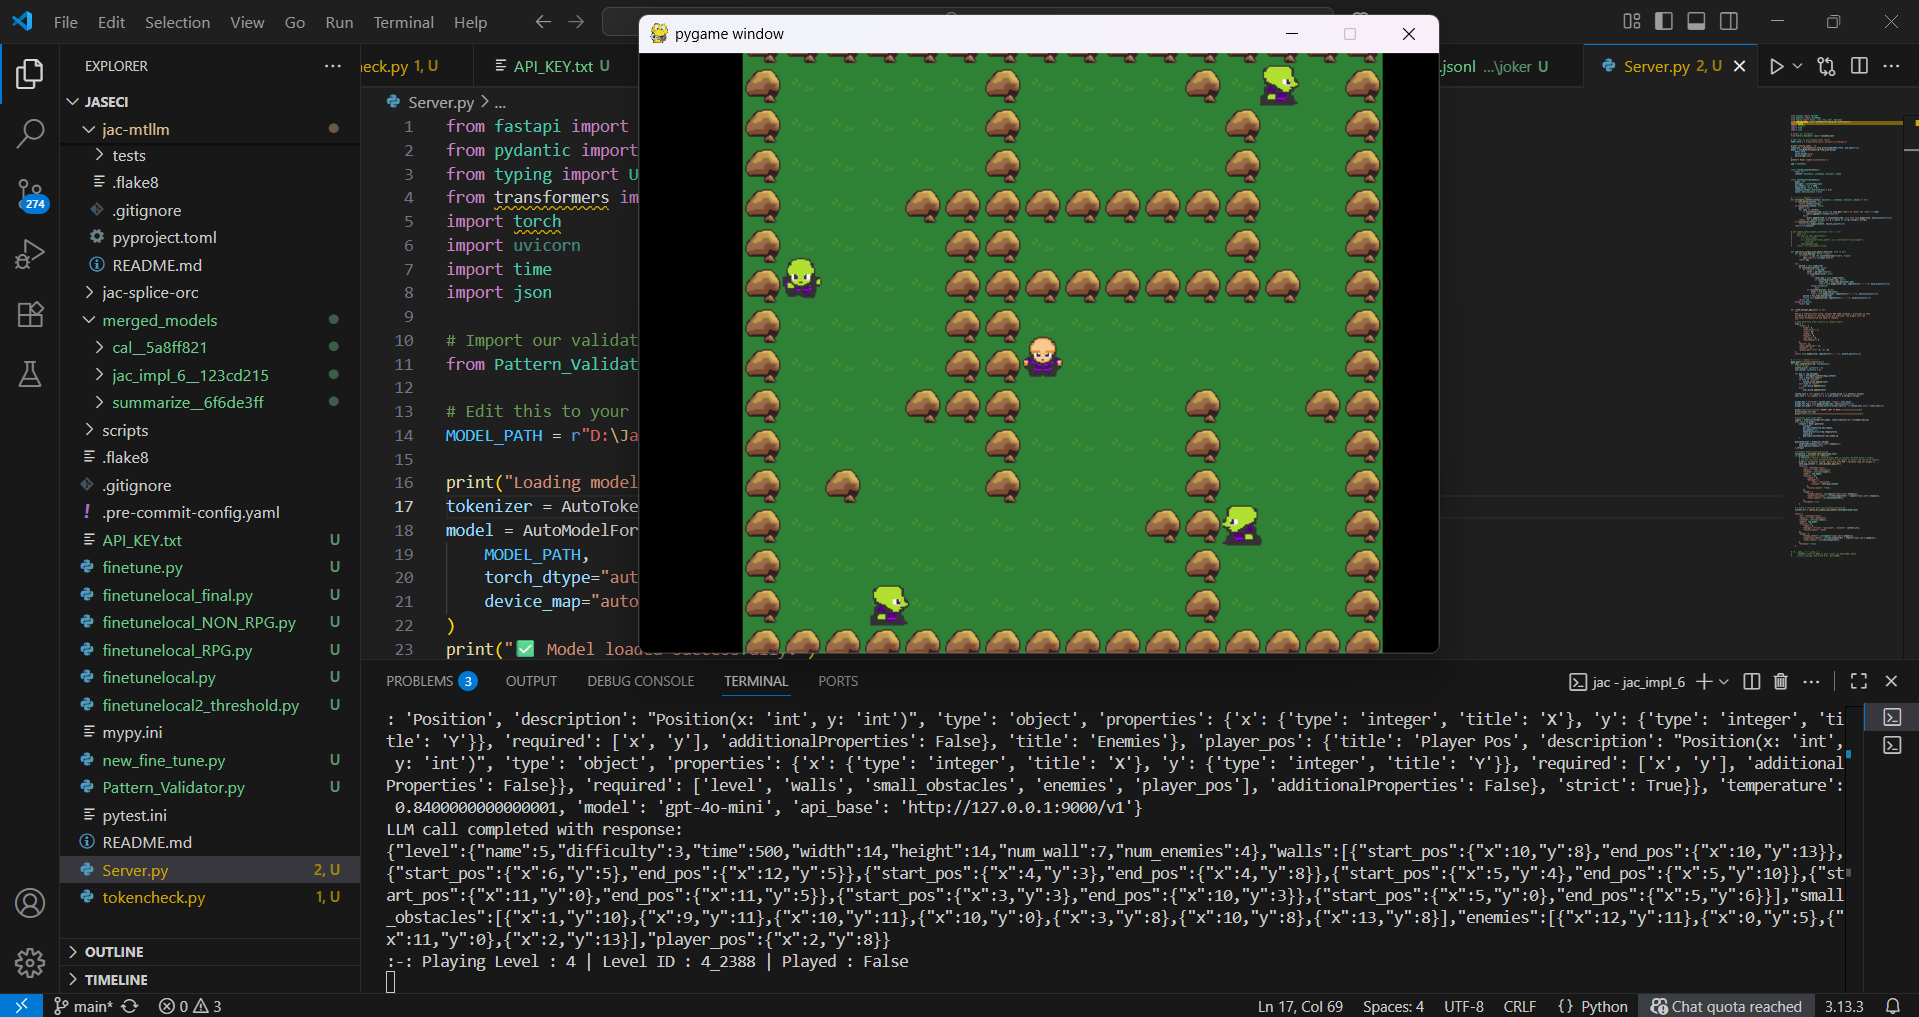 File Edit Selection View Go Run Terminal Help
pygame window
EXPLORER
JASECI
jac-mtllm
tests
.flake8
.gitignore
pyproject.toml
README.md
jac-splice-orc
merged_models
cal__5a8ff821
jac_impl_6__123cd215
summarize__6f6de3ff
scripts
.flake8
.gitignore
.pre-commit-config.yaml
API_KEY.txt U
finetune.py U
finetunelocal_final.py U
finetunelocal_NON_RPG.py U
finetunelocal_RPG.py U
finetunelocal.py U
finetunelocal2_threshold.py U
mypy.ini
new_fine_tune.py U
Pattern_Validator.py U
pytest.ini
README.md
Server.py 2, U
tokencheck.py 1, U
OUTLINE
TIMELINE
274
eck.py 1, U API_KEY.txt U .jsonl ...\joker U Server.py 2, U
Server.py > ...
1 from fastapi import
2 from pydantic import
3 from typing import U
4 from transformers im
5 import torch
6 import uvicorn
7 import time
8 import json
9
10 # Import our validat
11 from Pattern_Validat
12
13 # Edit this to your
14 MODEL_PATH = r"D:\Ja
15
16 print("Loading model
17 tokenizer = AutoToke
18 model = AutoModelFor
19 MODEL_PATH,
20 torch_dtype="aut
21 device_map="auto
22 )
23 print("✅ Model loaded successfully.")
PROBLEMS 3 OUTPUT DEBUG CONSOLE TERMINAL PORTS
jac - jac_impl_6
: 'Position', 'description': "Position(x: 'int', y: 'int')", 'type': 'object', 'properties': {'x': {'type': 'integer', 'title': 'X'}, 'y': {'type': 'integer', 'ti
tle': 'Y'}}, 'required': ['x', 'y'], 'additionalProperties': False}, 'title': 'Enemies'}, 'player_pos': {'title': 'Player Pos', 'description': "Position(x: 'int',
y: 'int')", 'type': 'object', 'properties': {'x': {'type': 'integer', 'title': 'X'}, 'y': {'type': 'integer', 'title': 'Y'}}, 'required': ['x', 'y'], 'additional
Properties': False}}, 'required': ['level', 'walls', 'small_obstacles', 'enemies', 'player_pos'], 'additionalProperties': False}, 'strict': True}}, 'temperature':
0.8400000000000001, 'model': 'gpt-4o-mini', 'api_base': 'http://127.0.0.1:9000/v1'}
LLM call completed with response:
{"level":{"name":5,"difficulty":3,"time":500,"width":14,"height":14,"num_wall":7,"num_enemies":4},"walls":[{"start_pos":{"x":10,"y":8},"end_pos":{"x":10,"y":13}},
{"start_pos":{"x":6,"y":5},"end_pos":{"x":12,"y":5}},{"start_pos":{"x":4,"y":3},"end_pos":{"x":4,"y":8}},{"start_pos":{"x":5,"y":4},"end_pos":{"x":5,"y":10}},{"st
art_pos":{"x":11,"y":0},"end_pos":{"x":11,"y":5}},{"start_pos":{"x":3,"y":3},"end_pos":{"x":10,"y":3}},{"start_pos":{"x":5,"y":0},"end_pos":{"x":5,"y":6}}],"small
_obstacles":[{"x":1,"y":10},{"x":9,"y":11},{"x":10,"y":11},{"x":10,"y":0},{"x":3,"y":8},{"x":10,"y":8},{"x":13,"y":8}],"enemies":[{"x":12,"y":11},{"x":0,"y":5},{"
x":11,"y":0},{"x":2,"y":13}],"player_pos":{"x":2,"y":8}}
:-: Playing Level : 4 | Level ID : 4_2388 | Played : False
main* 0 3
Ln 17, Col 69 Spaces: 4 UTF-8 CRLF {} Python Chat quota reached 3.13.3